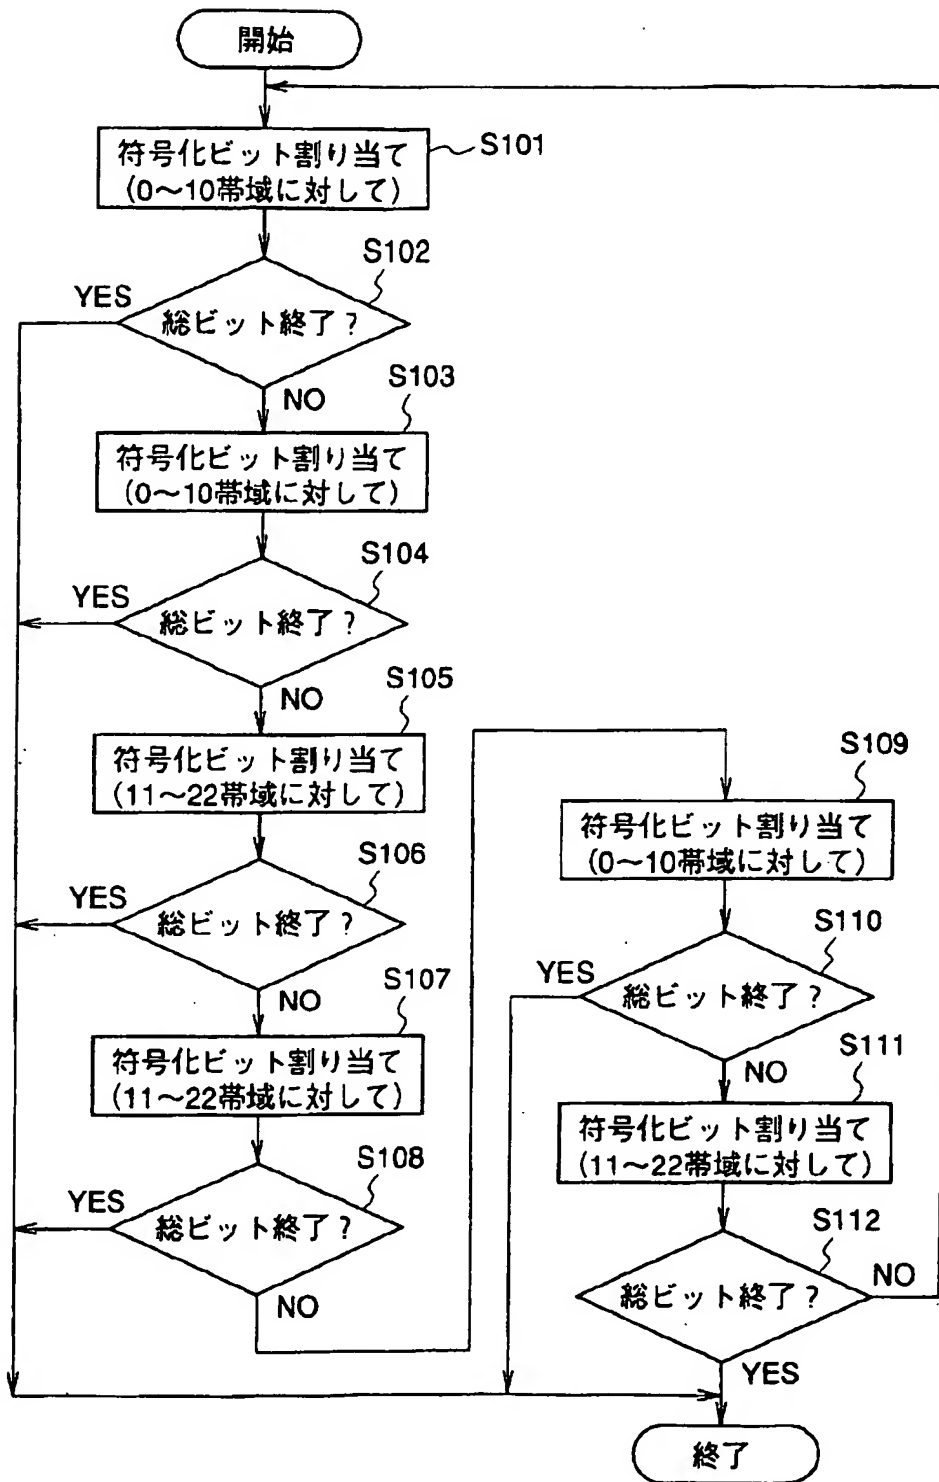 開始
符号化ビット割り当て
(0〜10帯域に対して)
S101
S102
YES
総ビット終了?
NO
S103
符号化ビット割り当て
(0〜10帯域に対して)
S104
YES
総ビット終了?
NO
S105
符号化ビット割り当て
(11〜22帯域に対して)
S106
YES
総ビット終了?
NO
S107
符号化ビット割り当て
(11〜22帯域に対して)
S108
YES
総ビット終了?
NO
S109
符号化ビット割り当て
(0〜10帯域に対して)
S110
YES
総ビット終了?
NO
S111
符号化ビット割り当て
(11〜22帯域に対して)
S112
総ビット終了?
NO
YES
終了